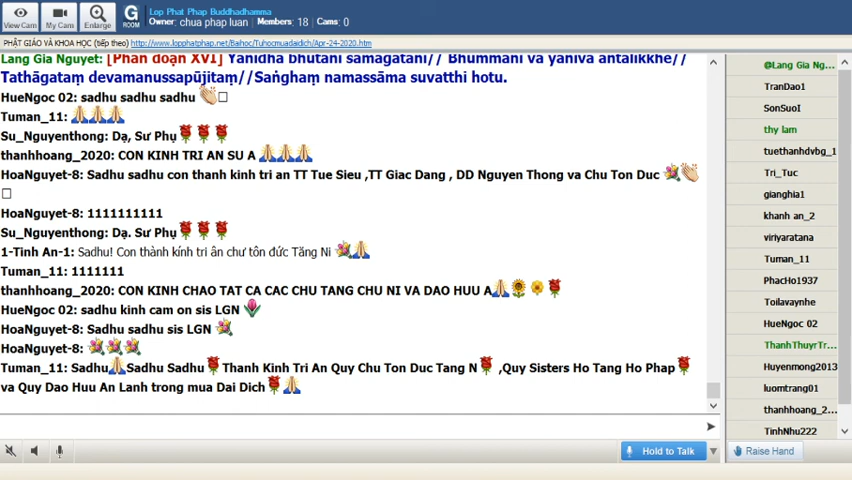 Lop Phat Phap Buddhadhamma
Owner: chua phap luan Members: 18 Cams: 0
View Cam My Cam Enlarge G ROOM
PHẬT GIÁO VÀ KHOA HỌC (tiếp theo) http://www.lopphatphap.net/Baihoc/Tuhocmuadaidich/Apr-24-2020.htm
Lang Gia Nguyet: [Phân đoạn XVI] Yānīdha bhūtāni samāgatāni// Bhummāni vā yāniva antalikkhe//
Tathāgataṃ devamanussapūjitaṃ//Saṅghaṃ namassāma suvatthi hotu.
HueNgoc 02: sadhu sadhu sadhu 👏□
Tuman_11: 🙏🙏🙏
Su_Nguyenthong: Dạ, Sư Phụ🌹🌹🌹
thanhhoang_2020: CON KINH TRI AN SU A 🙏🙏🙏
HoaNguyet-8: Sadhu sadhu con thanh kinh tri an TT Tue Sieu ,TT Giac Dang , DD Nguyen Thong va Chu Ton Duc 💐👏
□
HoaNguyet-8: 1111111111
Su_Nguyenthong: Dạ. Sư Phụ🌹🌹🌹
1-Tinh An-1: Sadhu! Con thành kính tri ân chư tôn đức Tăng Ni 💐🙏
Tuman_11: 1111111
thanhhoang_2020: CON KINH CHAO TAT CA CAC CHU TANG CHU NI VA DAO HUU A🙏🌻🌼🌹
HueNgoc 02: sadhu kinh cam on sis LGN 🌷
HoaNguyet-8: Sadhu sadhu sis LGN 💐
HoaNguyet-8: 💐💐💐
Tuman_11: Sadhu🙏Sadhu Sadhu🌹Thanh Kinh Tri An Quy Chu Ton Duc Tang N🌹 ,Quy Sisters Ho Tang Ho Phap🌹
va Quy Dao Huu An Lanh trong mua Dai Dich🌹🙏
@Lang Gia Ng...
TranDao1
SonSuoI
thy lam
tuethanhdvbg_1
Tri_Tuc
gianghia1
khanh an_2
viriyaratana
Tuman_11
PhacHo1937
Toilavaynhe
HueNgoc 02
ThanhThuyrTr...
Huyenmong2013
luomtrang01
thanhhoang_2...
TinhNhu222
Hold to Talk
Raise Hand